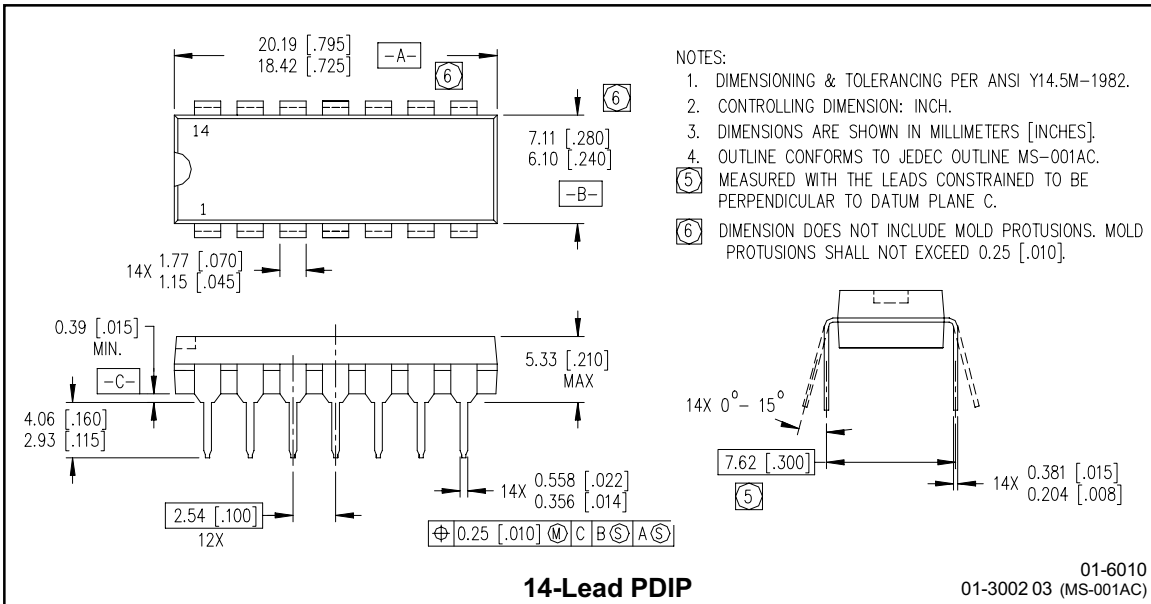 20.19 [.795]
18.42 [.725]
-A-
6
6
14
1
7.11 [.280]
6.10 [.240]
-B-
14X 1.77 [.070]
1.15 [.045]
NOTES:
1. DIMENSIONING & TOLERANCING PER ANSI Y14.5M-1982.
2. CONTROLLING DIMENSION: INCH.
3. DIMENSIONS ARE SHOWN IN MILLIMETERS [INCHES].
4. OUTLINE CONFORMS TO JEDEC OUTLINE MS-001AC.
5 MEASURED WITH THE LEADS CONSTRAINED TO BE
PERPENDICULAR TO DATUM PLANE C.
6 DIMENSION DOES NOT INCLUDE MOLD PROTUSIONS. MOLD
PROTUSIONS SHALL NOT EXCEED 0.25 [.010].
0.39 [.015]
MIN.
-C-
4.06 [.160]
2.93 [.115]
5.33 [.210]
MAX
2.54 [.100]
12X
14X 0.558 [.022]
0.356 [.014]
⌖ 0.25 [.010] Ⓜ C B Ⓢ A Ⓢ
14X 0°- 15°
7.62 [.300]
5
14X 0.381 [.015]
0.204 [.008]
14-Lead PDIP
01-6010
01-3002 03 (MS-001AC)